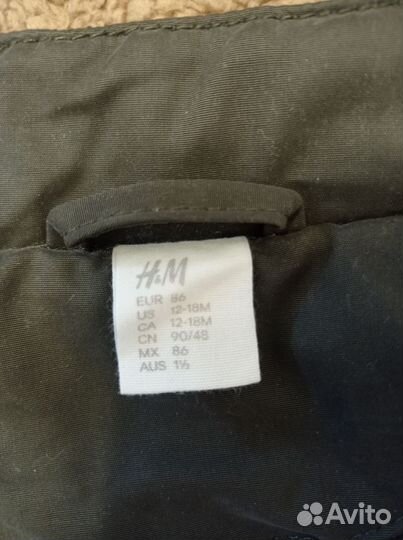 H&M
EUR 86
US 12-18M
CA 12-18M
CN 90/48
MX 86
AUS 1½
Avito